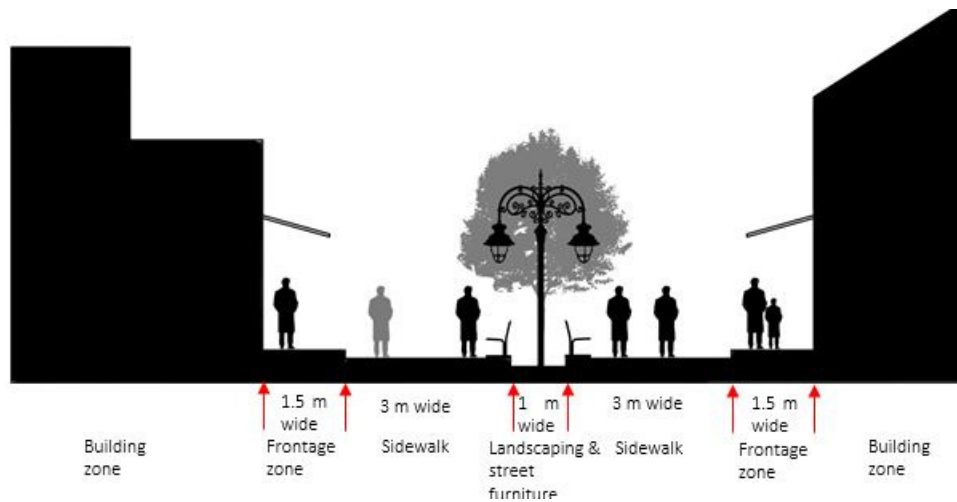 1.5 m
wide
3 m wide
1 m
wide
3 m wide
1.5 m
wide
Building
zone
Frontage
zone
Sidewalk
Landscaping &
street
furniture
Sidewalk
Frontage
zone
Building
zone